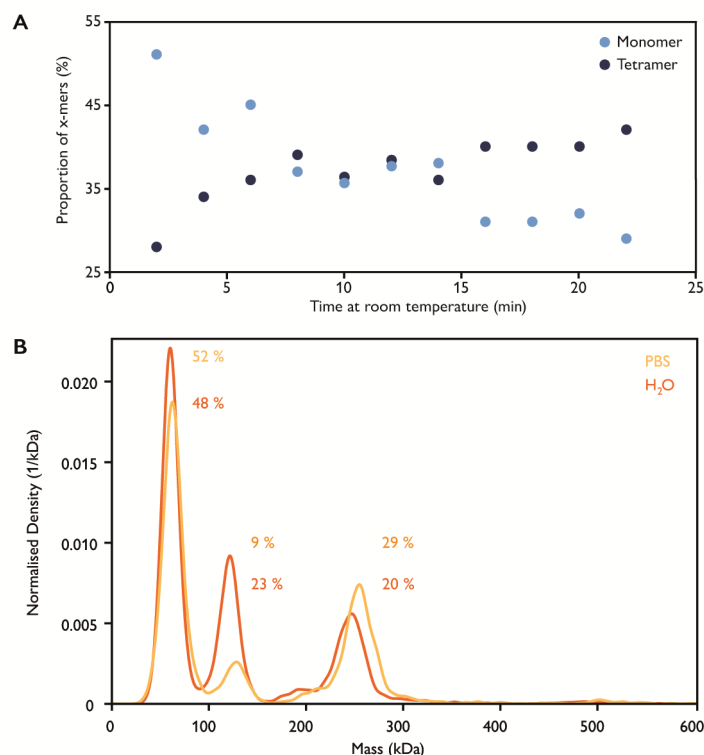 A
55
45
35
25
Proportion of x-mers (%)
Monomer
Tetramer
0
5
10
15
20
25
Time at room temperature (min)
B
0.020
0.015
0.010
0.005
0
Normalised Density (1/kDa)
52 %
48 %
9 %
23 %
29 %
20 %
PBS
H₂O
0
100
200
300
400
500
600
Mass (kDa)